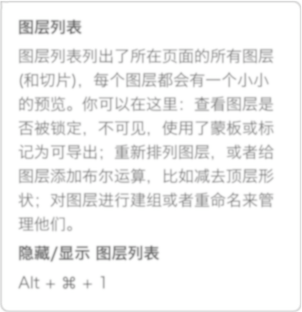 图层列表
图层列表列出了所在页面的所有图层
(和切片)，每个图层都会有一个小小
的预览。你可以在这里：查看图层是
否被锁定，不可见，使用了蒙板或标
记为可导出；重新排列图层，或者给
图层添加布尔运算，比如减去顶层形
状；对图层进行建组或者重命名来管
理他们。
隐藏/显示 图层列表
Alt + ⌘ + 1